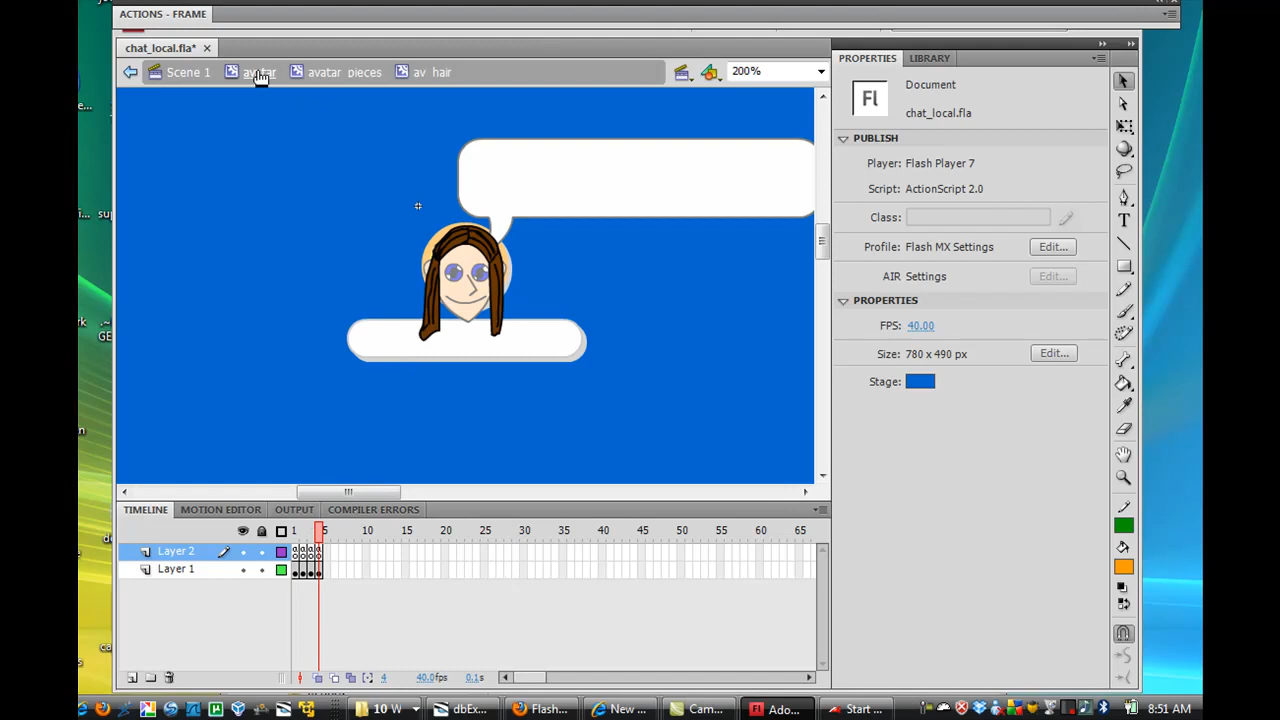 ACTIONS - FRAME
chat_local.fla*
Scene 1 avatar avatar pieces av hair 200%
PROPERTIES LIBRARY
Document
Fl
chat_local.fla
PUBLISH
Player: Flash Player 7
Script: ActionScript 2.0
Class:
Profile: Flash MX Settings Edit...
AIR Settings Edit...
PROPERTIES
FPS: 40.00
Size: 780 x 490 px Edit...
Stage:
TIMELINE MOTION EDITOR OUTPUT COMPILER ERRORS
1 5 10 15 20 25 30 35 40 45 50 55 60 65
Layer 2
Layer 1
4 40.0fps 0.1s
10 W dbEx... Flash... New ... Cam... Ado... Start ... 8:51 AM